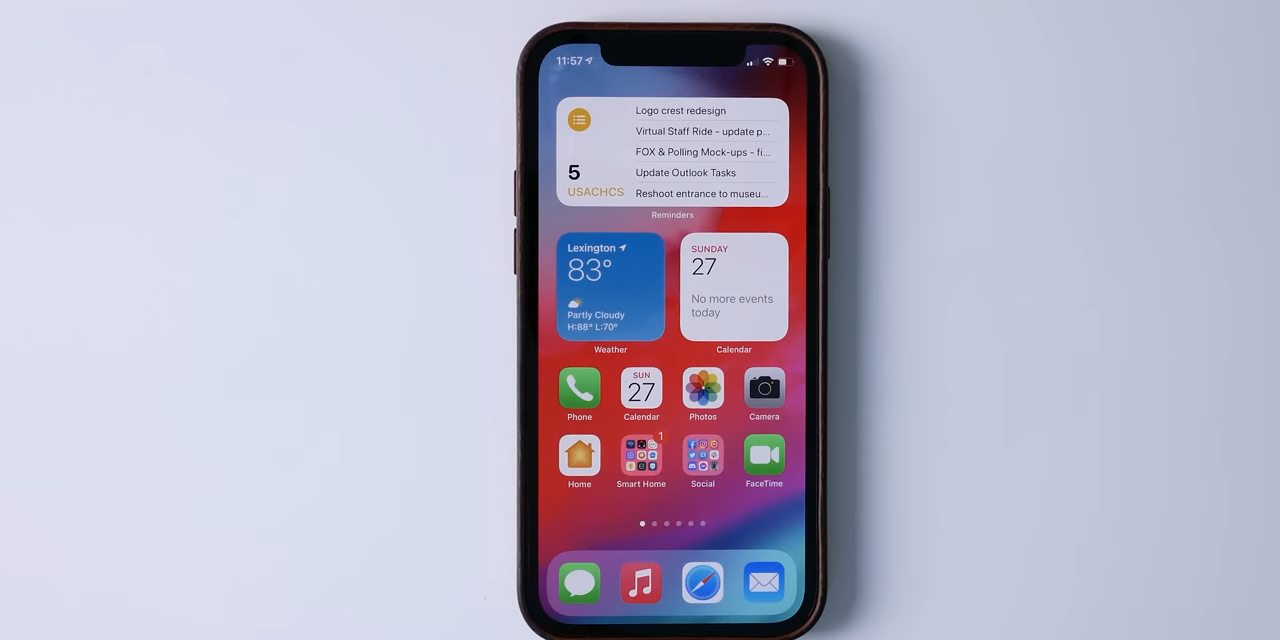 11:57
Logo crest redesign
Virtual Staff Ride - update p...
FOX & Polling Mock-ups - fi...
5
Update Outlook Tasks
USACHCS
Reshoot entrance to museu...
Reminders
Lexington
83°
Partly Cloudy
H:88° L:70°
SUNDAY
27
No more events
today
Weather
Calendar
SUN
27
Phone
Calendar
Photos
Camera
1
Home
Smart Home
Social
FaceTime